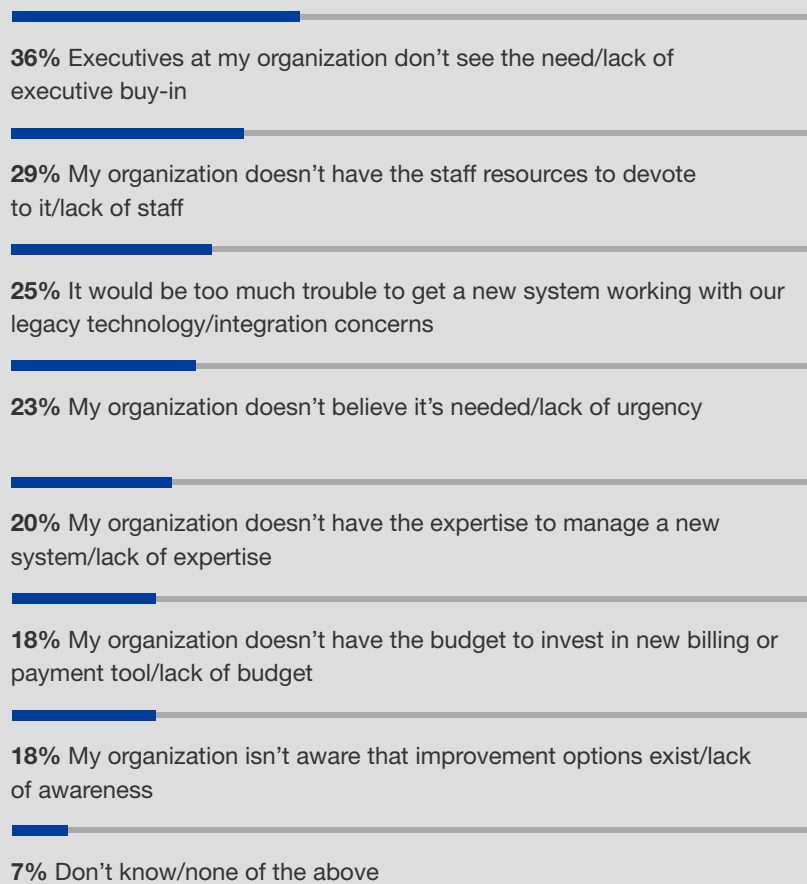 36% Executives at my organization don’t see the need/lack of
executive buy-in
29% My organization doesn’t have the staff resources to devote
to it/lack of staff
25% It would be too much trouble to get a new system working with our
legacy technology/integration concerns
23% My organization doesn’t believe it’s needed/lack of urgency
20% My organization doesn’t have the expertise to manage a new
system/lack of expertise
18% My organization doesn’t have the budget to invest in new billing or
payment tool/lack of budget
18% My organization isn’t aware that improvement options exist/lack
of awareness
7% Don’t know/none of the above